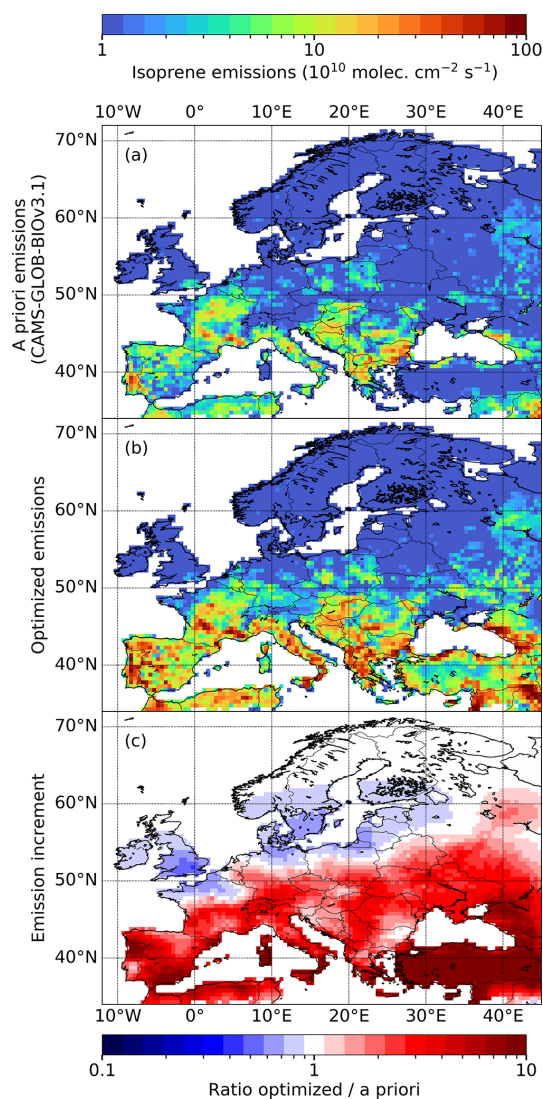 1 10 100
Isoprene emissions (10¹⁰ molec. cm⁻² s⁻¹)
10°W 0° 10°E 20°E 30°E 40°E
A priori emissions
(CAMS-GLOB-BIOv3.1)
(a)
70°N
60°N
50°N
40°N
Optimized emissions
(b)
70°N
60°N
50°N
40°N
Emission increment
(c)
70°N
60°N
50°N
40°N
10°W 0° 10°E 20°E 30°E 40°E
0.1 1 10
Ratio optimized / a priori